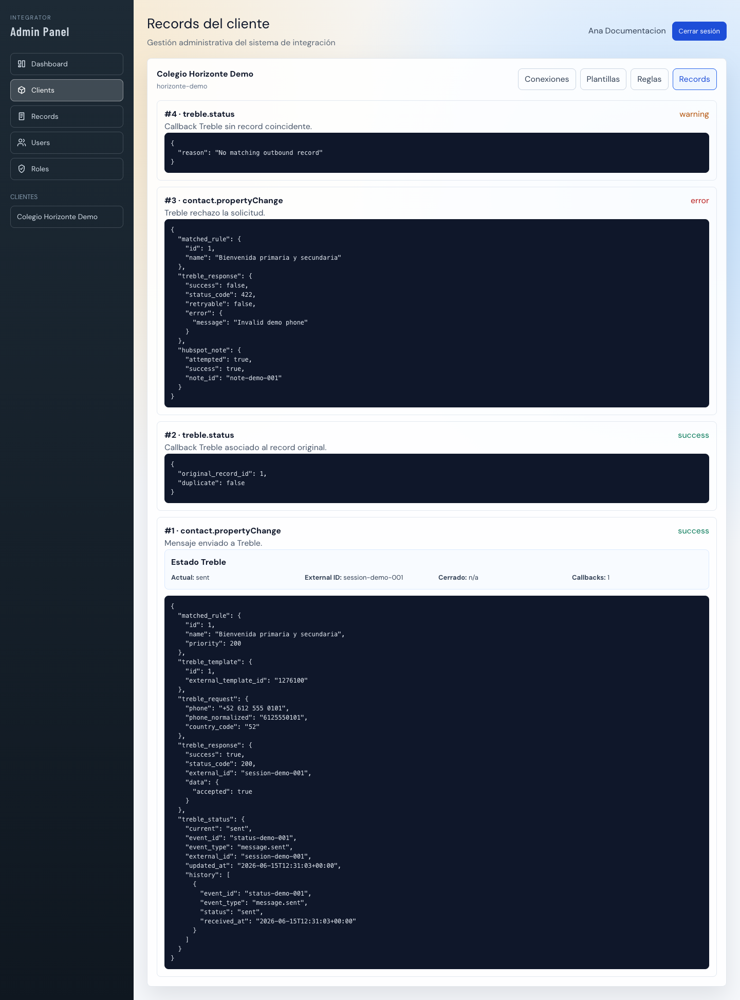 INTEGRATOR
Admin Panel
Dashboard
Clients
Records
Users
Roles
CLIENTES
Colegio Horizonte Demo
Records del cliente
Gestión administrativa del sistema de integración
Ana Documentacion
Cerrar sesión
Colegio Horizonte Demo
horizonte-demo
Conexiones
Plantillas
Reglas
Records
#4 · treble.status
warning
Callback Treble sin record coincidente.
{
  "reason": "No matching outbound record"
}
#3 · contact.propertyChange
error
Treble rechazo la solicitud.
{
  "matched_rule": {
    "id": 1,
    "name": "Bienvenida primaria y secundaria"
  },
  "treble_response": {
    "success": false,
    "status_code": 422,
    "retryable": false,
    "error": {
      "message": "Invalid demo phone"
    }
  },
  "hubspot_note": {
    "attempted": true,
    "success": true,
    "note_id": "note-demo-001"
  }
}
#2 · treble.status
success
Callback Treble asociado al record original.
{
  "original_record_id": 1,
  "duplicate": false
}
#1 · contact.propertyChange
success
Mensaje enviado a Treble.
Estado Treble
Actual: sent
External ID: session-demo-001
Cerrado: n/a
Callbacks: 1
{
  "matched_rule": {
    "id": 1,
    "name": "Bienvenida primaria y secundaria",
    "priority": 200
  },
  "treble_template": {
    "id": 1,
    "external_template_id": "1276100"
  },
  "treble_request": {
    "phone": "+52 612 555 0101",
    "phone_normalized": "6125550101",
    "country_code": "52"
  },
  "treble_response": {
    "success": true,
    "status_code": 200,
    "external_id": "session-demo-001",
    "data": {
      "accepted": true
    }
  },
  "treble_status": {
    "current": "sent",
    "event_id": "status-demo-001",
    "event_type": "message.sent",
    "external_id": "session-demo-001",
    "updated_at": "2026-06-15T12:31:03+00:00",
    "history": [
      {
        "event_id": "status-demo-001",
        "event_type": "message.sent",
        "status": "sent",
        "received_at": "2026-06-15T12:31:03+00:00"
      }
    ]
  }
}